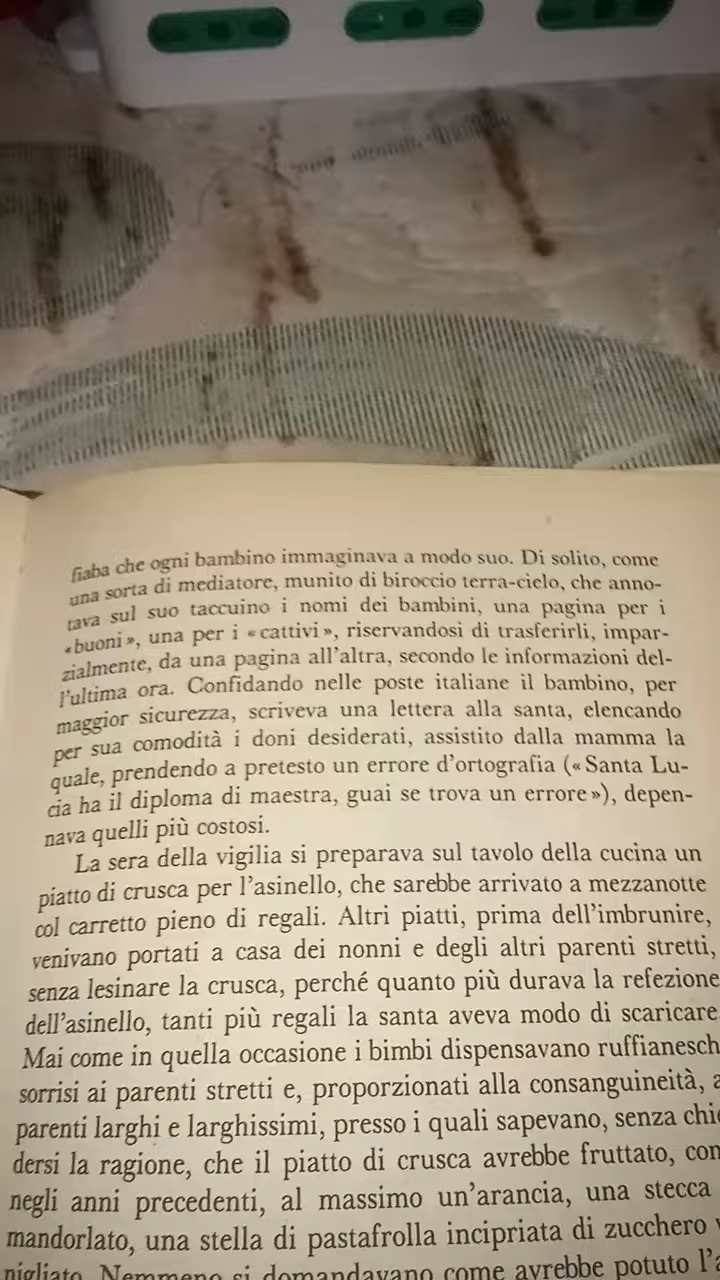 fiaba che ogni bambino immaginava a modo suo. Di solito, come
una sorta di mediatore, munito di biroccio terra-cielo, che anno-
tava sul suo taccuino i nomi dei bambini, una pagina per i
«buoni», una per i «cattivi», riservandosi di trasferirli, impar-
zialmente, da una pagina all'altra, secondo le informazioni del-
l'ultima ora. Confidando nelle poste italiane il bambino, per
maggior sicurezza, scriveva una lettera alla santa, elencando
per sua comodità i doni desiderati, assistito dalla mamma la
quale, prendendo a pretesto un errore d'ortografia («Santa Lu-
cia ha il diploma di maestra, guai se trova un errore»), depen-
nava quelli più costosi.
La sera della vigilia si preparava sul tavolo della cucina un
piatto di crusca per l'asinello, che sarebbe arrivato a mezzanotte
col carretto pieno di regali. Altri piatti, prima dell'imbrunire,
venivano portati a casa dei nonni e degli altri parenti stretti,
senza lesinare la crusca, perché quanto più durava la refezione
dell'asinello, tanti più regali la santa aveva modo di scaricare
Mai come in quella occasione i bimbi dispensavano ruffianesch
sorrisi ai parenti stretti e, proporzionati alla consanguineità, a
parenti larghi e larghissimi, presso i quali sapevano, senza chie
dersi la ragione, che il piatto di crusca avrebbe fruttato, com
negli anni precedenti, al massimo un'arancia, una stecca
mandorlato, una stella di pastafrolla incipriata di zucchero v
nigliato. Nemmeno si domandavano come avrebbe potuto l'a